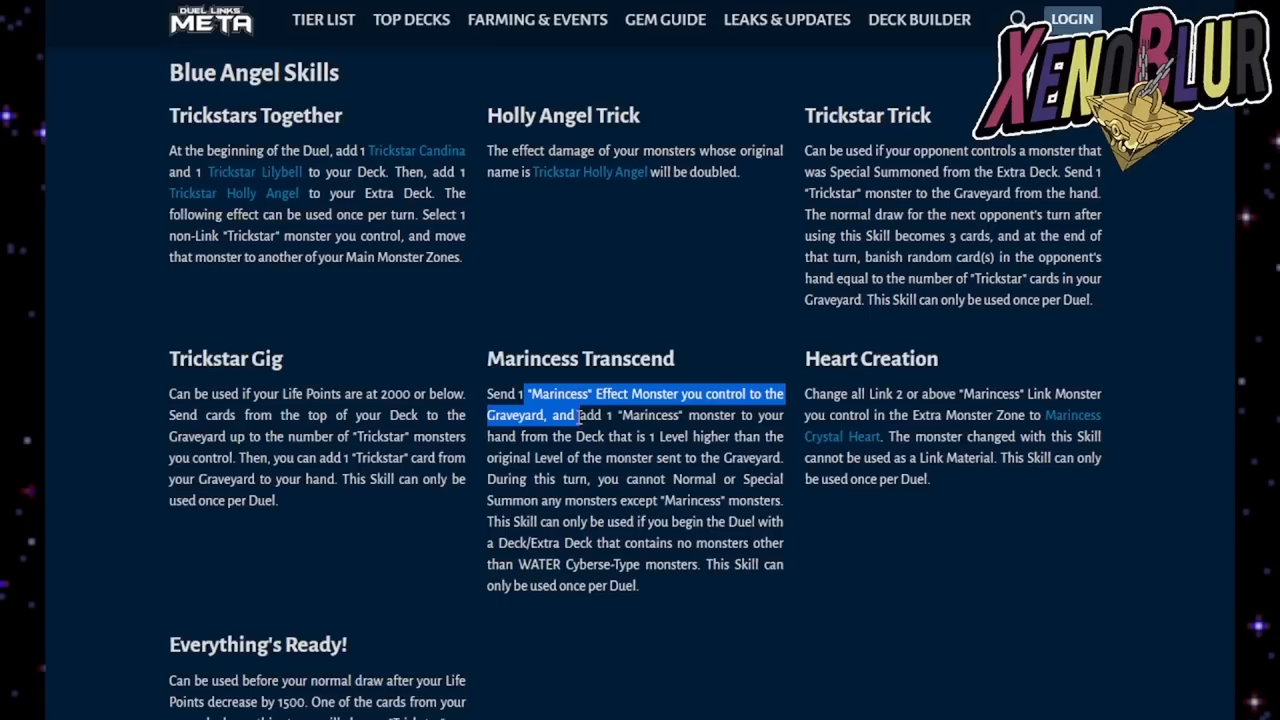 DUEL LINKS
META
TIER LIST
TOP DECKS
FARMING & EVENTS
GEM GUIDE
LEAKS & UPDATES
DECK BUILDER
LOGIN
XENOBLUR
Blue Angel Skills
Trickstars Together
At the beginning of the Duel, add 1 Trickstar Candina
and 1 Trickstar Lilybell to your Deck. Then, add 1
Trickstar Holly Angel to your Extra Deck. The
following effect can be used once per turn. Select 1
non-Link "Trickstar" monster you control, and move
that monster to another of your Main Monster Zones.
Holly Angel Trick
The effect damage of your monsters whose original
name is Trickstar Holly Angel will be doubled.
Trickstar Trick
Can be used if your opponent controls a monster that
was Special Summoned from the Extra Deck. Send 1
"Trickstar" monster to the Graveyard from the hand.
The normal draw for the next opponent's turn after
using this Skill becomes 3 cards, and at the end of
that turn, banish random card(s) in the opponent's
hand equal to the number of "Trickstar" cards in your
Graveyard. This Skill can only be used once per Duel.
Trickstar Gig
Can be used if your Life Points are at 2000 or below.
Send cards from the top of your Deck to the
Graveyard up to the number of "Trickstar" monsters
you control. Then, you can add 1 "Trickstar" card from
your Graveyard to your hand. This Skill can only be
used once per Duel.
Marincess Transcend
Send 1 "Marincess" Effect Monster you control to the
Graveyard, and add 1 "Marincess" monster to your
hand from the Deck that is 1 Level higher than the
original Level of the monster sent to the Graveyard.
During this turn, you cannot Normal or Special
Summon any monsters except "Marincess" monsters.
This Skill can only be used if you begin the Duel with
a Deck/Extra Deck that contains no monsters other
than WATER Cyberse-Type monsters. This Skill can
only be used once per Duel.
Heart Creation
Change all Link 2 or above "Marincess" Link Monster
you control in the Extra Monster Zone to Marincess
Crystal Heart. The monster changed with this Skill
cannot be used as a Link Material. This Skill can only
be used once per Duel.
Everything's Ready!
Can be used before your normal draw after your Life
Points decrease by 1500. One of the cards from your